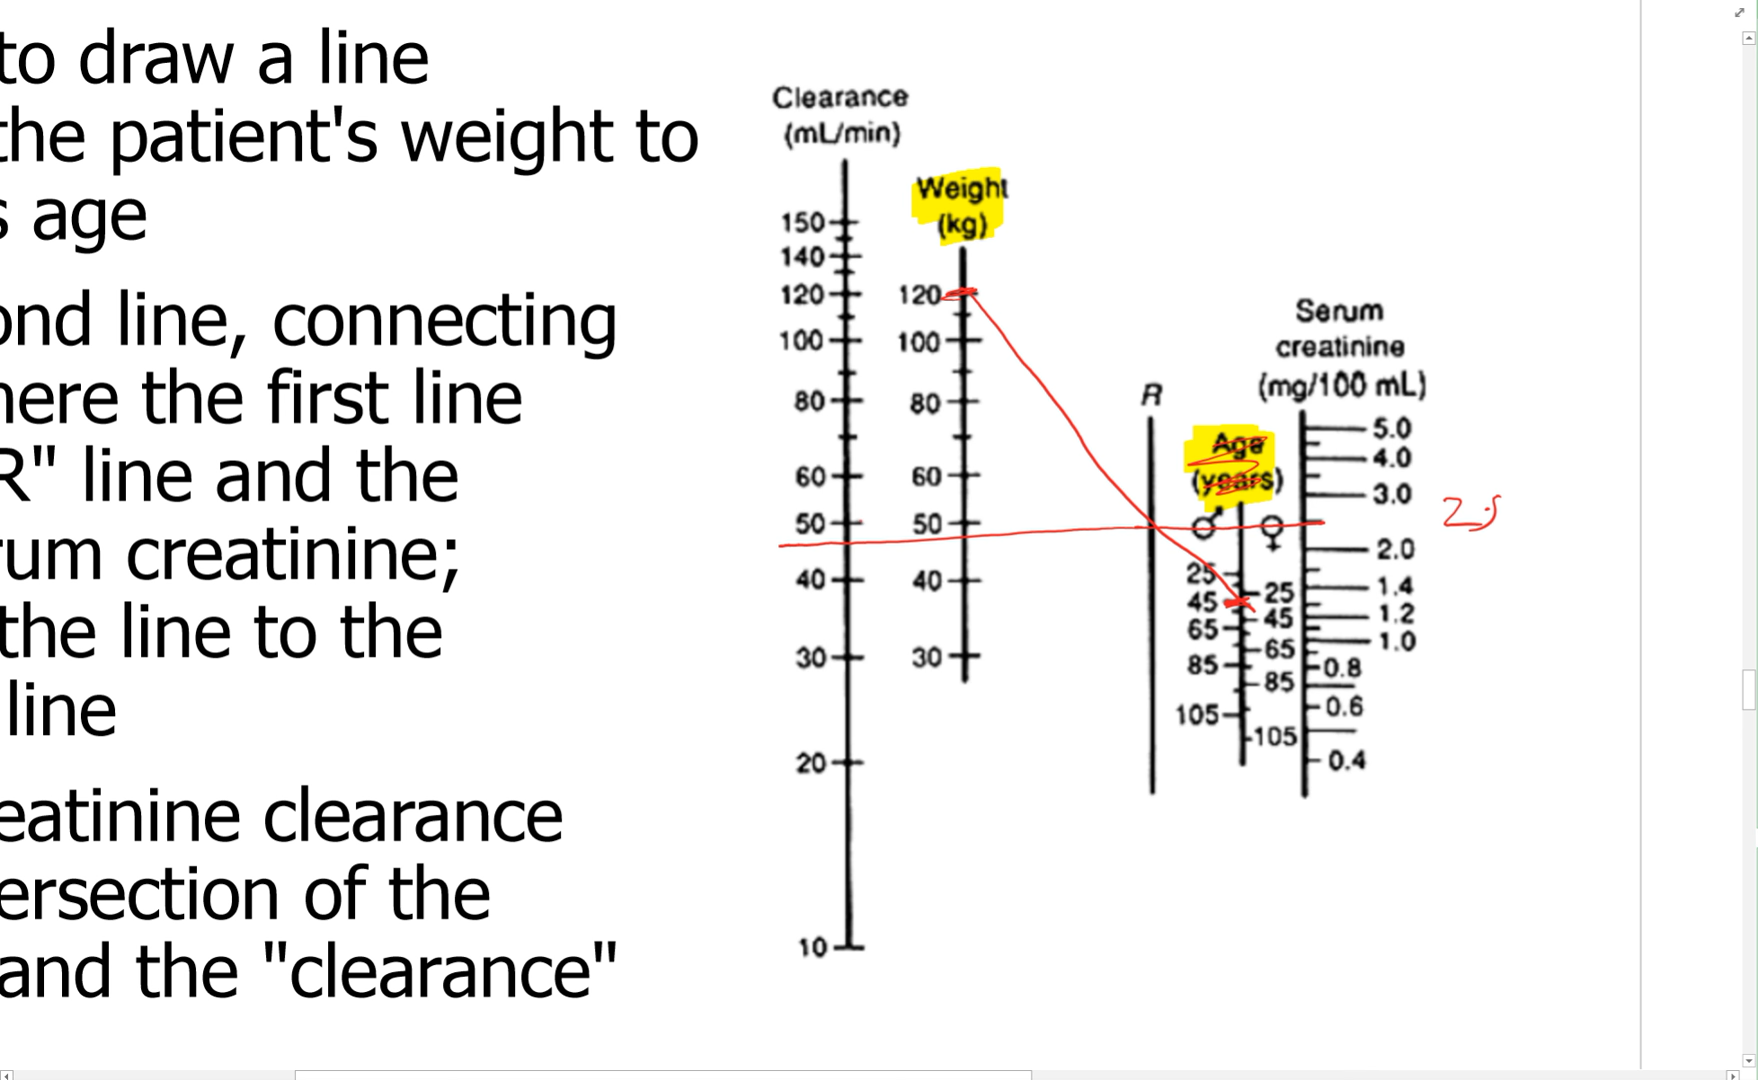 to draw a line
the patient's weight to
s age
ond line, connecting
here the first line
R" line and the
rum creatinine;
the line to the
line
eatinine clearance
ersection of the
and the "clearance"
Clearance
(mL/min)
150
140
120
100
80
60
50
40
30
20
10
Weight
(kg)
120
100
80
60
50
40
30
R
Age
(years)
♂
25
45
65
85
105
♀
25
45
65
85
105
Serum
creatinine
(mg/100 mL)
5.0
4.0
3.0
2.0
1.4
1.2
1.0
0.8
0.6
0.4
2.5